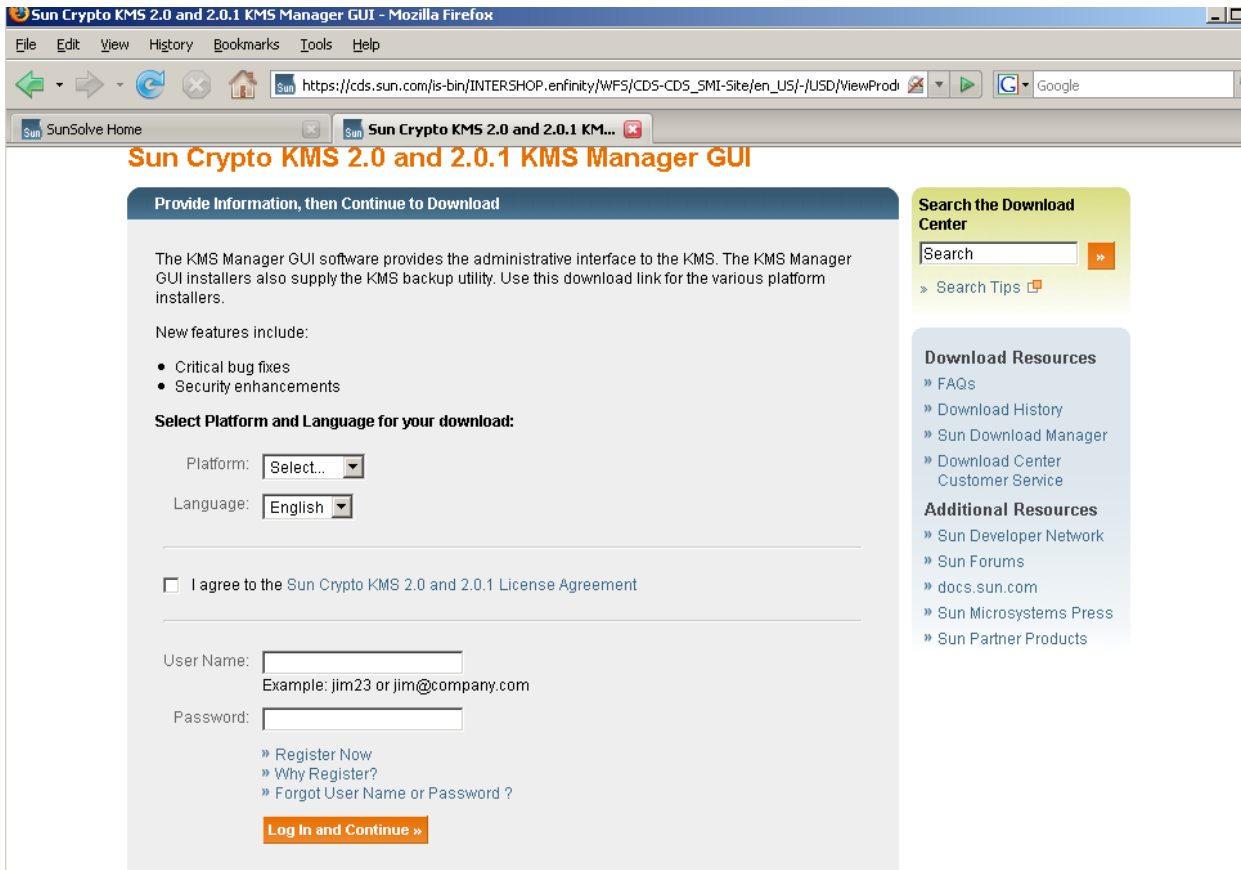 Sun Crypto KMS 2.0 and 2.0.1 KMS Manager GUI - Mozilla Firefox
File Edit View History Bookmarks Tools Help
Sun https://cds.sun.com/is-bin/INTERSHOP.enfinity/WFS/CDS-CDS_SMI-Site/en_US/-/USD/ViewProd
G Google
Sun SunSolve Home
Sun Sun Crypto KMS 2.0 and 2.0.1 KM...
Sun Crypto KMS 2.0 and 2.0.1 KMS Manager GUI
Provide Information, then Continue to Download
The KMS Manager GUI software provides the administrative interface to the KMS. The KMS Manager
GUI installers also supply the KMS backup utility. Use this download link for the various platform
installers.
New features include:
• Critical bug fixes
• Security enhancements
Select Platform and Language for your download:
Platform: Select...
Language: English
I agree to the Sun Crypto KMS 2.0 and 2.0.1 License Agreement
User Name:
Example: jim23 or jim@company.com
Password:
» Register Now
» Why Register?
» Forgot User Name or Password ?
Log In and Continue »
Search the Download
Center
Search »
» Search Tips
Download Resources
» FAQs
» Download History
» Sun Download Manager
» Download Center
Customer Service
Additional Resources
» Sun Developer Network
» Sun Forums
» docs.sun.com
» Sun Microsystems Press
» Sun Partner Products